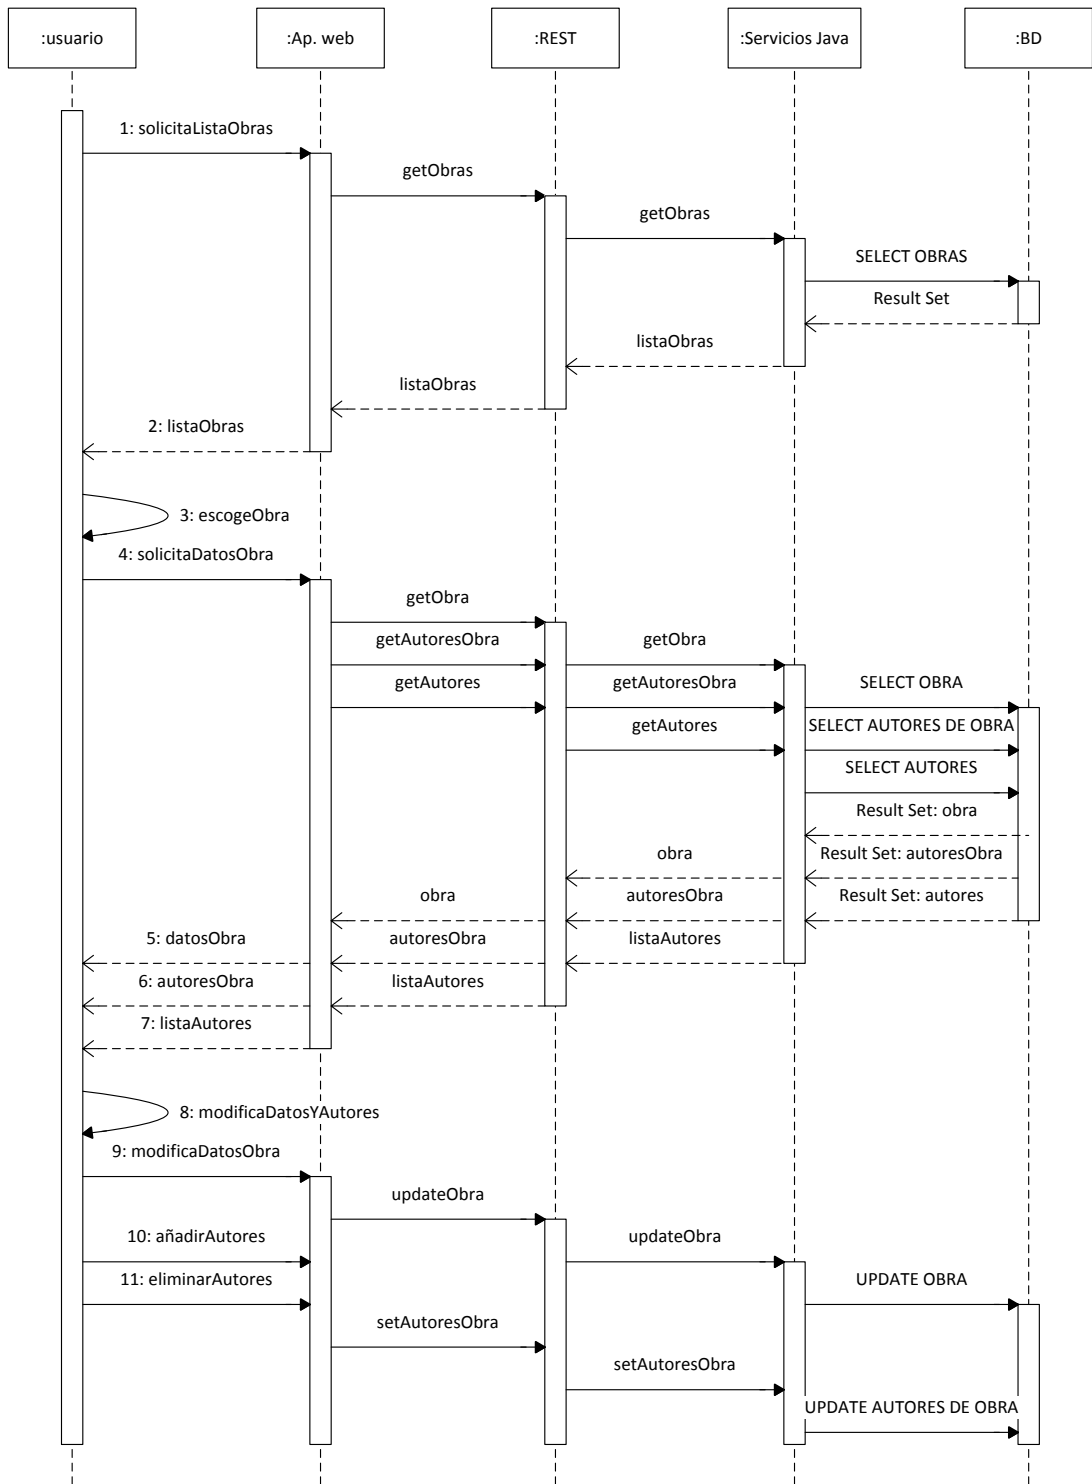 :usuario
:Ap. web
:REST
:Servicios Java
:BD
1: solicitaListaObras
getObras
getObras
SELECT OBRAS
Result Set
listaObras
listaObras
2: listaObras
3: escogeObra
4: solicitaDatosObra
getObra
getAutoresObra
getObra
getAutores
getAutoresObra
SELECT OBRA
getAutores
SELECT AUTORES DE OBRA
SELECT AUTORES
Result Set: obra
obra
Result Set: autoresObra
obra
autoresObra
Result Set: autores
5: datosObra
autoresObra
listaAutores
6: autoresObra
listaAutores
7: listaAutores
8: modificaDatosYAutores
9: modificaDatosObra
updateObra
10: añadirAutores
updateObra
11: eliminarAutores
UPDATE OBRA
setAutoresObra
setAutoresObra
UPDATE AUTORES DE OBRA